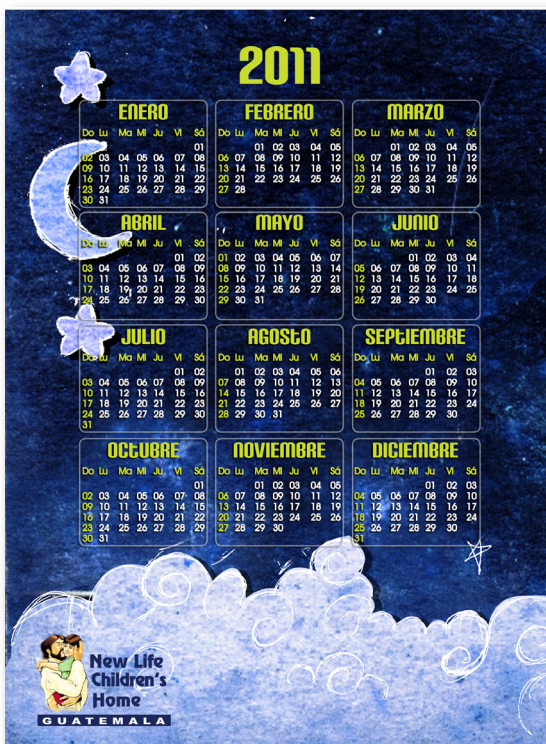 2011
ENERO
Do Lu Ma Mi Ju Vi Sá
01
02 03 04 05 06 07 08
09 10 11 12 13 14 15
16 17 18 19 20 21 22
23 24 25 26 27 28 29
30 31
FEBRERO
Do Lu Ma Mi Ju Vi Sá
01 02 03 04 05
06 07 08 09 10 11 12
13 14 15 16 17 18 19
20 21 22 23 24 25 26
27 28
MARZO
Do Lu Ma Mi Ju Vi Sá
01 02 03 04 05
06 07 08 09 10 11 12
13 14 15 16 17 18 19
20 21 22 23 24 25 26
27 28 29 30 31
ABRIL
Do Lu Ma Mi Ju Vi Sá
01 02
03 04 05 06 07 08 09
10 11 12 13 14 15 16
17 18 19 20 21 22 23
24 25 26 27 28 29 30
MAYO
Do Lu Ma Mi Ju Vi Sá
01 02 03 04 05 06 07
08 09 10 11 12 13 14
15 16 17 18 19 20 21
22 23 24 25 26 27 28
29 30 31
JUNIO
Do Lu Ma Mi Ju Vi Sá
01 02 03 04
05 06 07 08 09 10 11
12 13 14 15 16 17 18
19 20 21 22 23 24 25
26 27 28 29 30
JULIO
Do Lu Ma Mi Ju Vi Sá
01 02
03 04 05 06 07 08 09
10 11 12 13 14 15 16
17 18 19 20 21 22 23
24 25 26 27 28 29 30
31
AGOSTO
Do Lu Ma Mi Ju Vi Sá
01 02 03 04 05 06
07 08 09 10 11 12 13
14 15 16 17 18 19 20
21 22 23 24 25 26 27
28 29 30 31
SEPTIEMBRE
Do Lu Ma Mi Ju Vi Sá
01 02 03
04 05 06 07 08 09 10
11 12 13 14 15 16 17
18 19 20 21 22 23 24
25 26 27 28 29 30
OCTUBRE
Do Lu Ma Mi Ju Vi Sá
01
02 03 04 05 06 07 08
09 10 11 12 13 14 15
16 17 18 19 20 21 22
23 24 25 26 27 28 29
30 31
NOVIEMBRE
Do Lu Ma Mi Ju Vi Sá
01 02 03 04 05
06 07 08 09 10 11 12
13 14 15 16 17 18 19
20 21 22 23 24 25 26
27 28 29 30
DICIEMBRE
Do Lu Ma Mi Ju Vi Sá
01 02 03
04 05 06 07 08 09 10
11 12 13 14 15 16 17
18 19 20 21 22 23 24
25 26 27 28 29 30
31
New Life
Children's
Home
GUATEMALA